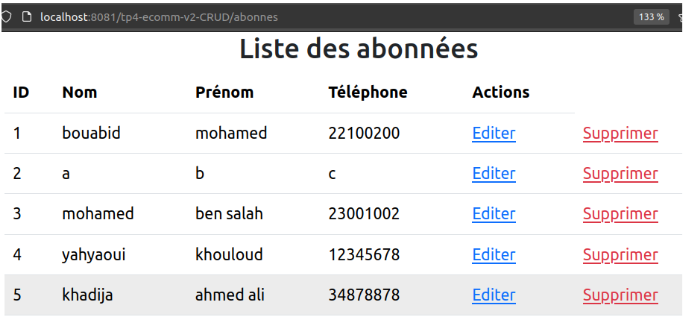 localhost:8081/tp4-ecomm-v2-CRUD/abonnes 133 %
Liste des abonnées
ID Nom Prénom Téléphone Actions
1 bouabid mohamed 22100200 Editer Supprimer
2 a b c Editer Supprimer
3 mohamed ben salah 23001002 Editer Supprimer
4 yahyaoui khouloud 12345678 Editer Supprimer
5 khadija ahmed ali 34878878 Editer Supprimer